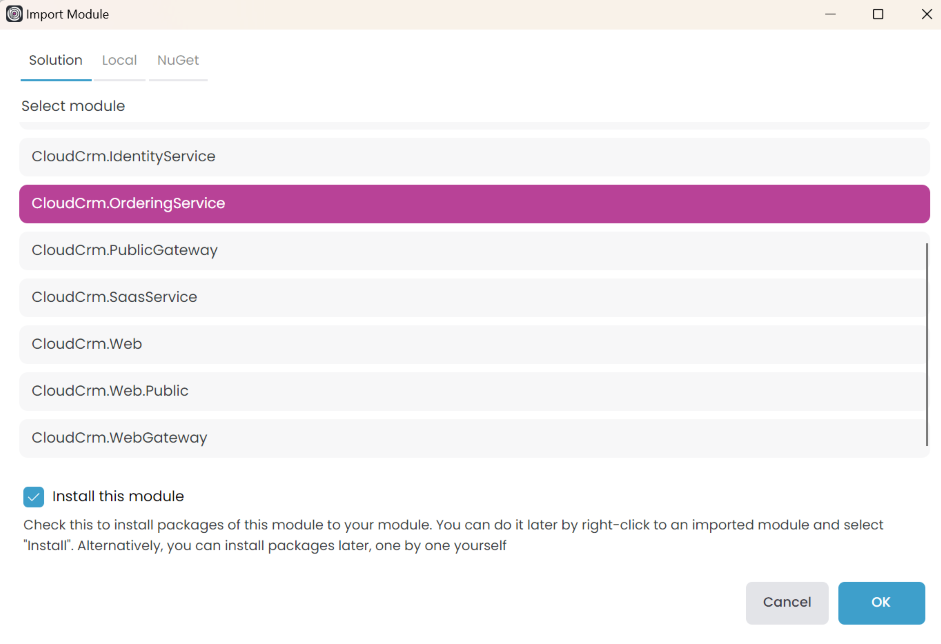 Import Module
Solution Local NuGet
Select module
CloudCrm.IdentityService
CloudCrm.OrderingService
CloudCrm.PublicGateway
CloudCrm.SaasService
CloudCrm.Web
CloudCrm.Web.Public
CloudCrm.WebGateway
Install this module
Check this to install packages of this module to your module. You can do it later by right-click to an imported module and select
"Install". Alternatively, you can install packages later, one by one yourself
Cancel OK